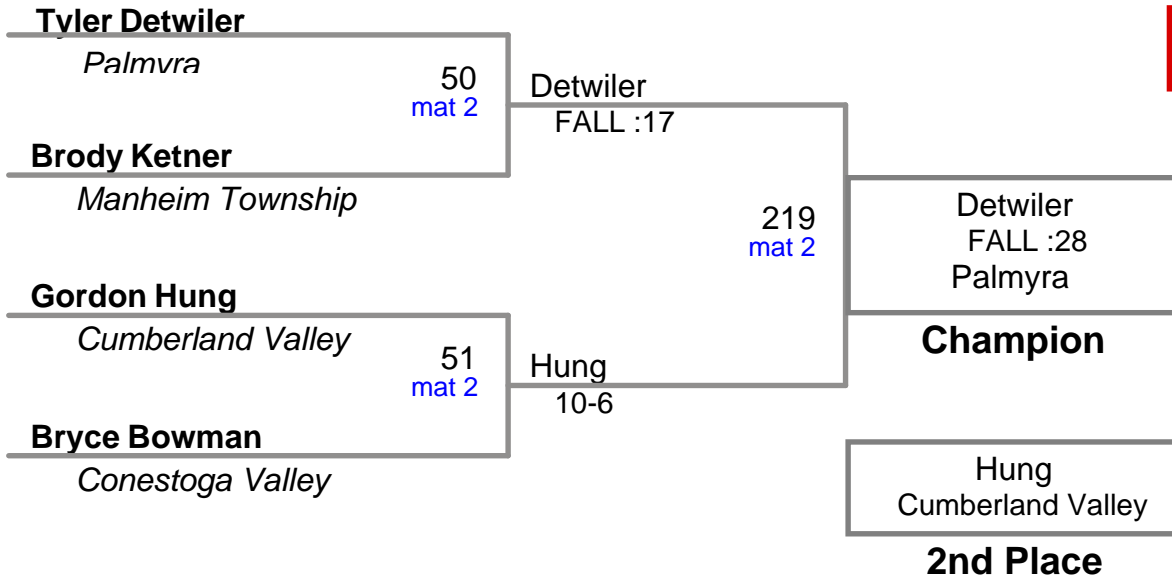 Tyler Detwiler
Palmyra
50
mat 2
Detwiler
FALL :17
Brody Ketner
Manheim Township
219
mat 2
Detwiler
FALL :28
Palmyra
Champion
Gordon Hung
Cumberland Valley
51
mat 2
Hung
10-6
Bryce Bowman
Conestoga Valley
Hung
Cumberland Valley
2nd Place